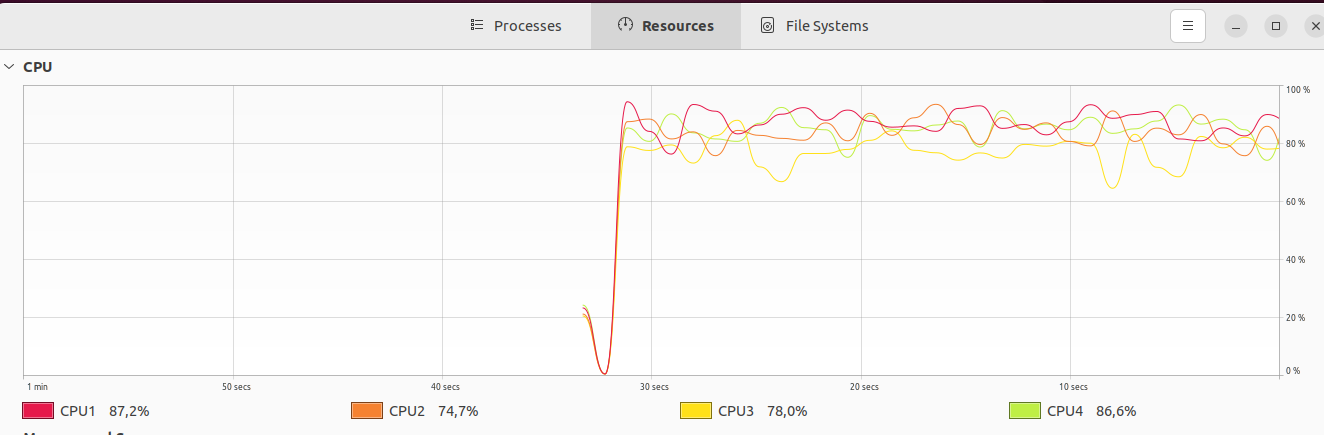 Processes Resources File Systems
CPU
100 %
80 %
60 %
40 %
20 %
0 %
1 min 50 secs 40 secs 30 secs 20 secs 10 secs
CPU1 87,2% CPU2 74,7% CPU3 78,0% CPU4 86,6%